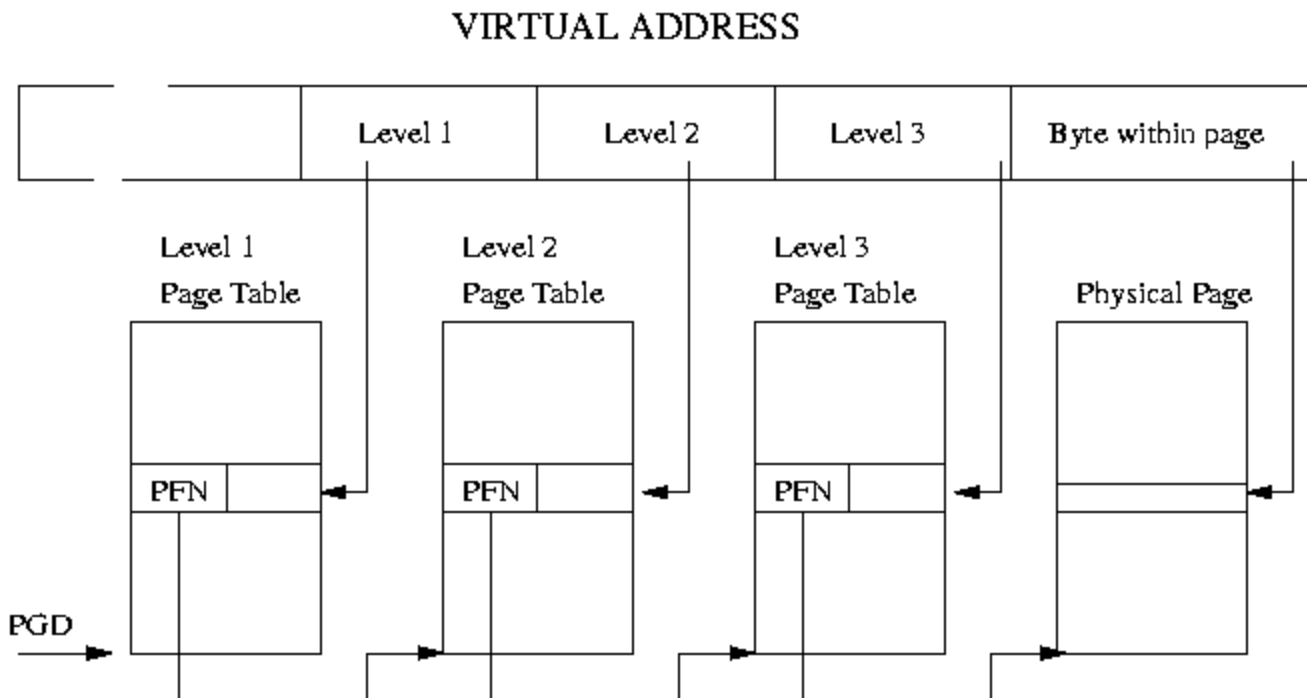 VIRTUAL ADDRESS
Level 1
Level 2
Level 3
Byte within page
Level 1
Page Table
Level 2
Page Table
Level 3
Page Table
Physical Page
PFN
PFN
PFN
PGD